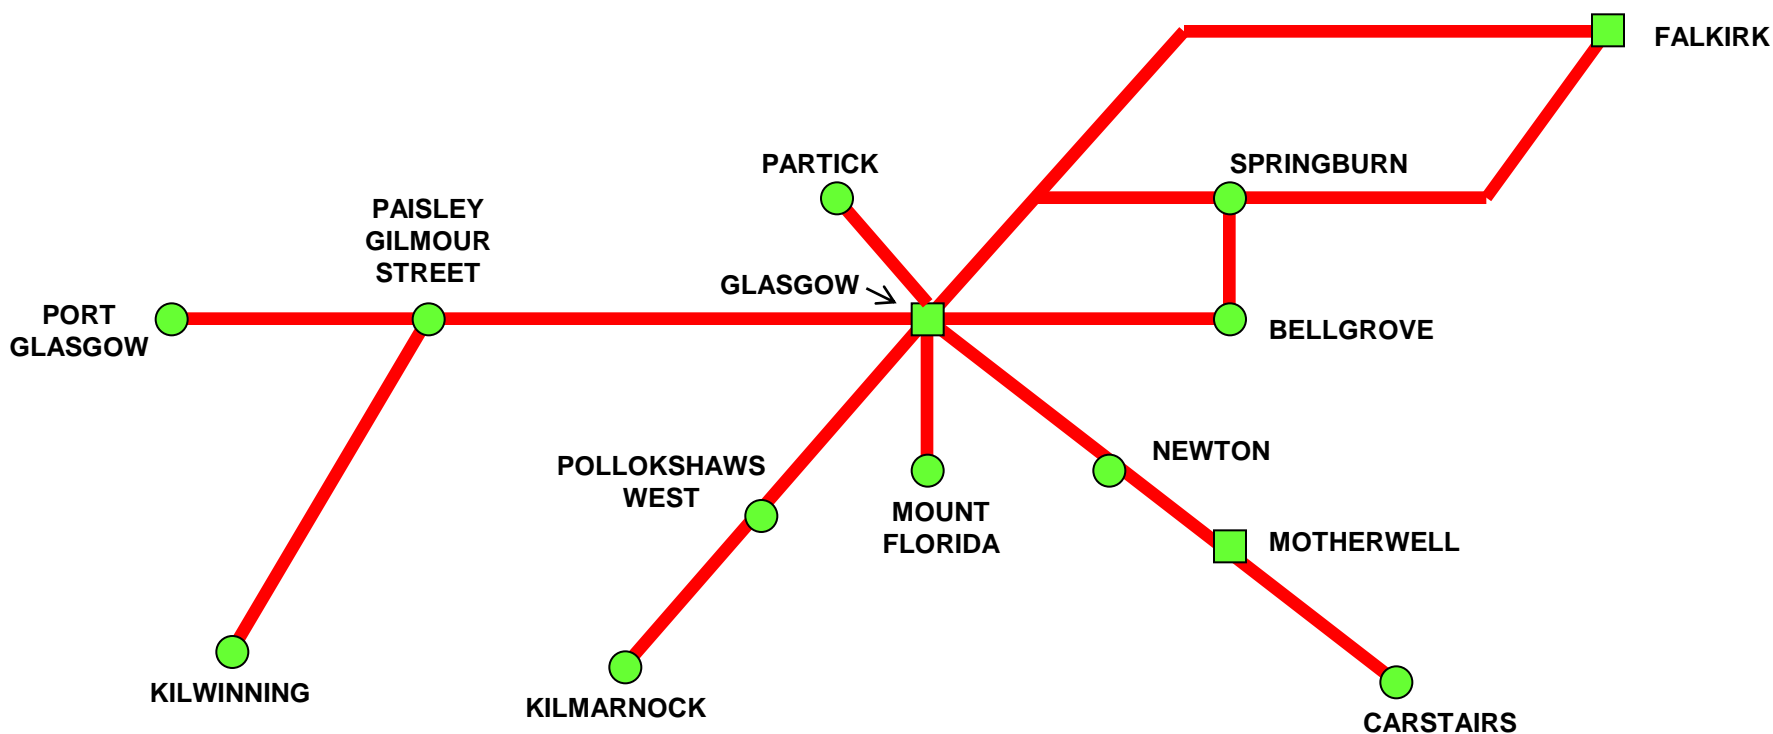 FALKIRK
PARTICK
SPRINGBURN
PAISLEY
GILMOUR
STREET
GLASGOW
PORT
GLASGOW
BELLGROVE
NEWTON
POLLOKSHAWS
WEST
MOUNT
FLORIDA
MOTHERWELL
KILWINNING
KILMARNOCK
CARSTAIRS